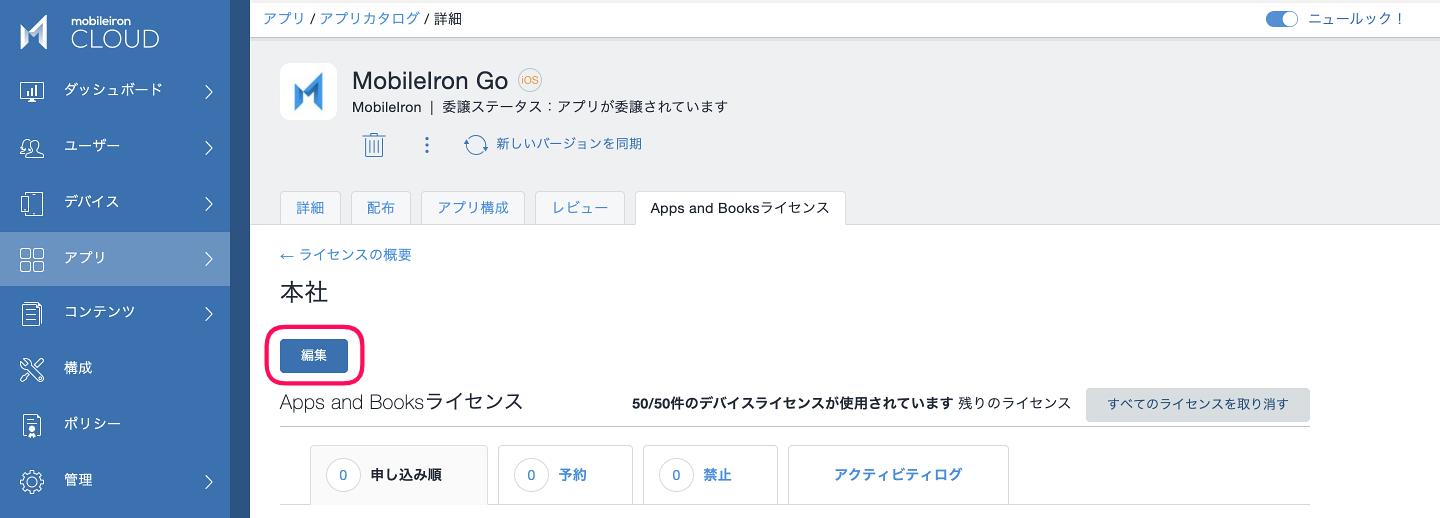 mobileiron
CLOUD
ダッシュボード
ユーザー
デバイス
アプリ
コンテンツ
構成
ポリシー
管理
アプリ / アプリカタログ / 詳細
ニュールック！
MobileIron Go iOS
MobileIron | 委譲ステータス：アプリが委譲されています
新しいバージョンを同期
詳細 配布 アプリ構成 レビュー Apps and Booksライセンス
← ライセンスの概要
本社
編集
Apps and Booksライセンス 50/50件のデバイスライセンスが使用されています 残りのライセンス すべてのライセンスを取り消す
0 申し込み順 0 予約 0 禁止 アクティビティログ